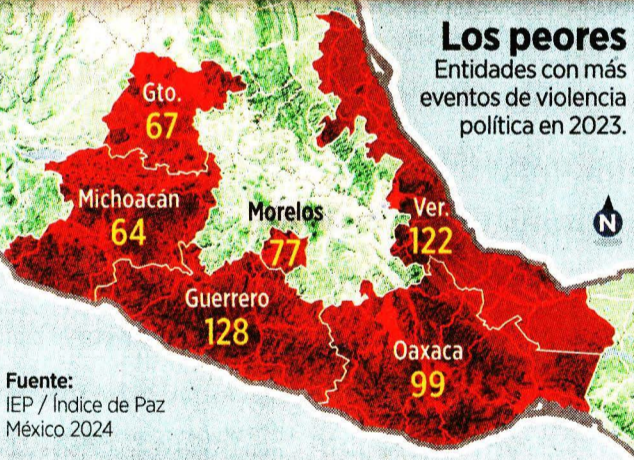 Los peores
Entidades con más
eventos de violencia
política en 2023.
Gto.
67
Michoacán
64
Morelos
77
Ver.
122
Guerrero
128
Oaxaca
99
N
Fuente:
IEP / Índice de Paz
México 2024